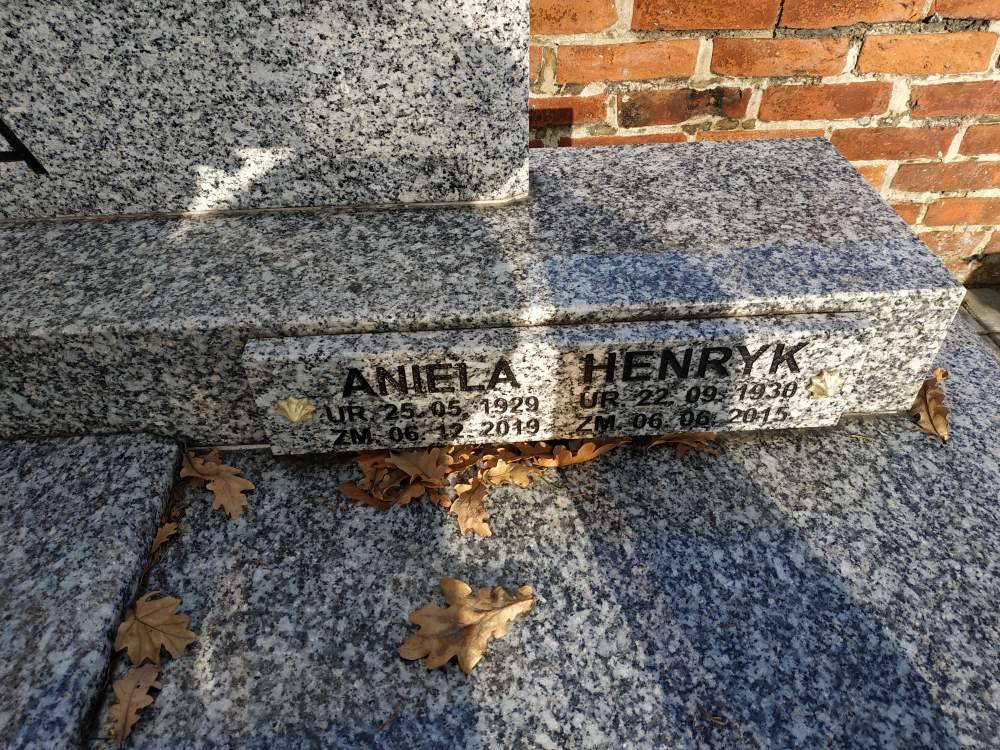 ANIELA
UR. 25. 05. 1929
ZM. 06. 12. 2019
HENRYK
UR. 22. 09. 1930
ZM. 06. 06. 2015.